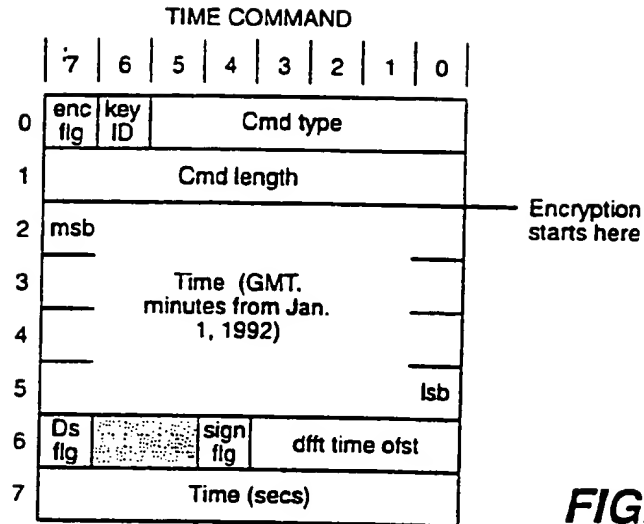 TIME COMMAND
7 6 5 4 3 2 1 0
0 enc flg key ID Cmd type
1 Cmd length
Encryption starts here
2 msb
3 Time (GMT.
minutes from Jan.
4 1, 1992)
5 lsb
6 Ds flg sign flg dfft time ofst
7 Time (secs)
FIG